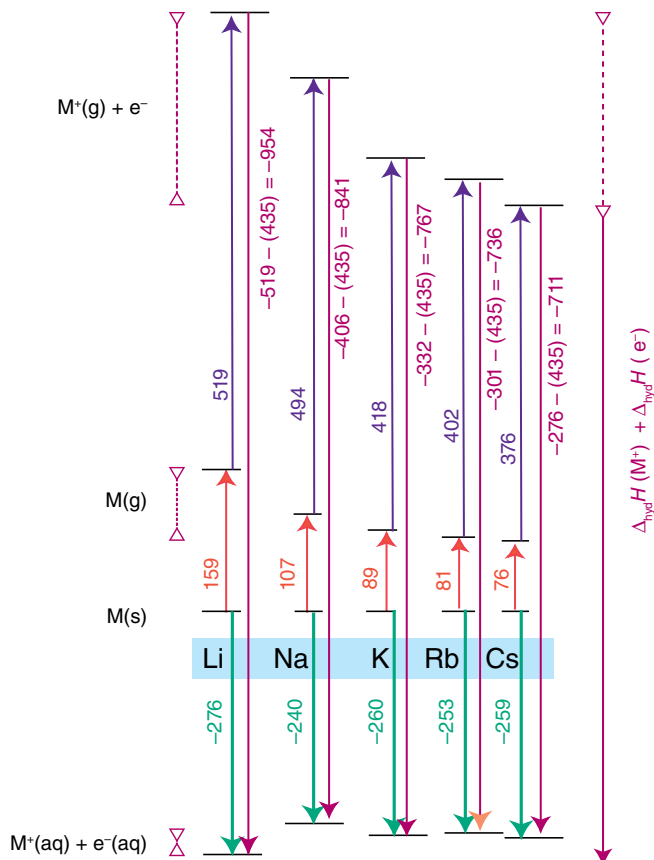 M⁺(g) + e⁻
M(g)
M(s)
M⁺(aq) + e⁻(aq)
519
494
418
402
376
−519 − (435) = −954
−406 − (435) = −841
−332 − (435) = −767
−301 − (435) = −736
−276 − (435) = −711
159
107
89
81
76
Li Na K Rb Cs
−276
−240
−260
−253
−259
Δhyd H (M⁺) + Δhyd H ( e⁻)